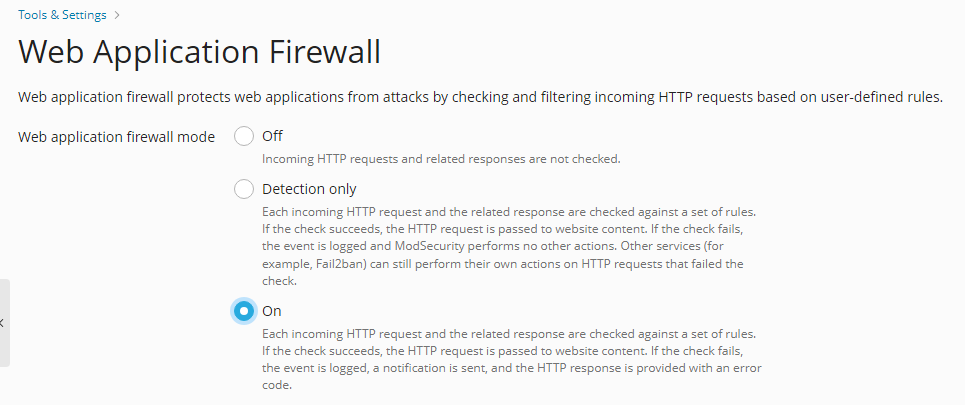 Tools & Settings >
Web Application Firewall
Web application firewall protects web applications from attacks by checking and filtering incoming HTTP requests based on user-defined rules.
Web application firewall mode
Off
Incoming HTTP requests and related responses are not checked.
Detection only
Each incoming HTTP request and the related response are checked against a set of rules.
If the check succeeds, the HTTP request is passed to website content. If the check fails,
the event is logged and ModSecurity performs no other actions. Other services (for
example, Fail2ban) can still perform their own actions on HTTP requests that failed the
check.
On
Each incoming HTTP request and the related response are checked against a set of rules.
If the check succeeds, the HTTP request is passed to website content. If the check fails,
the event is logged, a notification is sent, and the HTTP response is provided with an error
code.